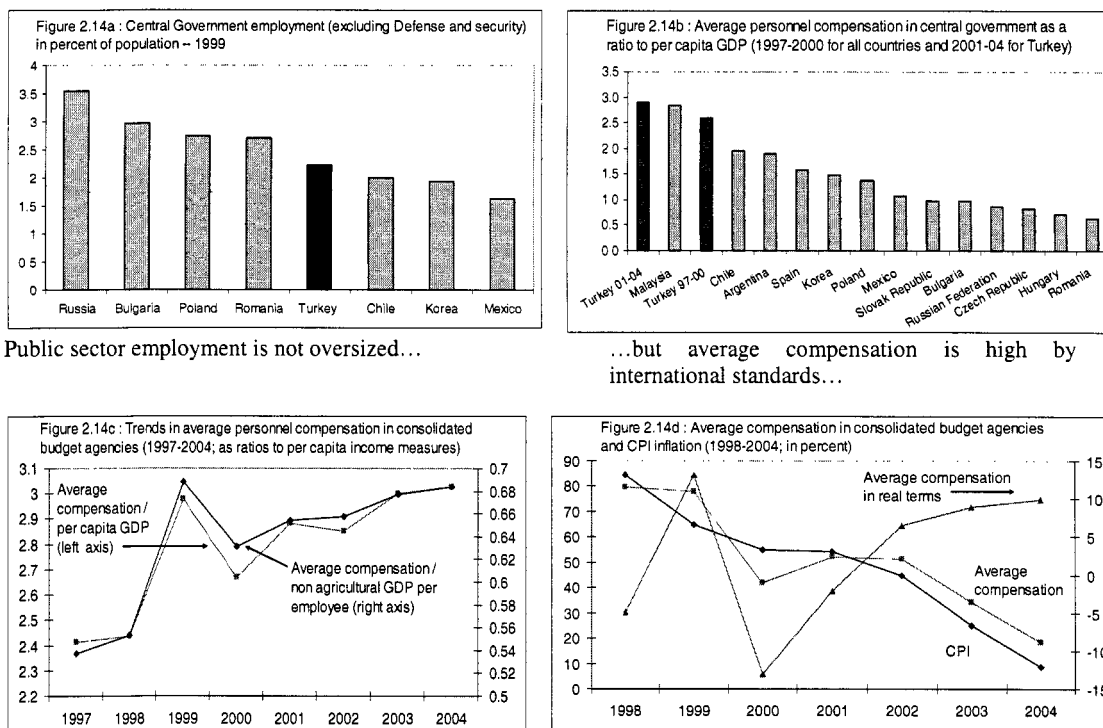 Figure 2.14a : Central Government employment (excluding Defense and security)
in percent of population -- 1999
4
3.5
3
2.5
2
1.5
1
0 5
0
Russia Bulgaria Poland Romania Turkey Chile Korea Mexico
Public sector employment is not oversized…
Figure 2.14b : Average personnel compensation in central government as a
ratio to per capita GDP (1997-2000 for all countries and 2001-04 for Turkey)
3.5
3.0
2.5
2.0
1.5
1.0
0.5
0.0
Turkey 01-04 Malaysia Turkey 97-00 Chile Argentina Spain Korea Poland Mexico Slovak Republic Bulgaria Russian Federation Czech Republic Hungary Romania
…but average compensation is high by
international standards…
Figure 2.14c : Trends in average personnel compensation in consolidated
budget agencies (1997-2004; as ratios to per capita income measures)
3.1
3
2.9
2.8
2.7
2.6
2.5
2.4
2.3
2.2
Average
compensation /
per capita GDP
(left axis)
Average compensation /
non agricultural GDP per
employee (right axis)
0.7
0.68
0.66
0.64
0.62
0.6
0.58
0.56
0.54
0.52
0.5
1997 1998 1999 2000 2001 2002 2003 2004
Figure 2.14d : Average compensation in consolidated budget agencies
and CPI inflation (1998-2004; in percent)
90
80
70
60
50
40
30
20
10
0
Average compensation
in real terms
Average
compensation
CPI
15
10
5
0
-5
-10
-15
1998 1999 2000 2001 2002 2003 2004